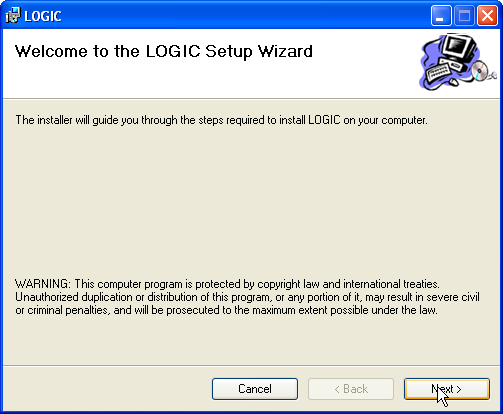 LOGIC
Welcome to the LOGIC Setup Wizard
The installer will guide you through the steps required to install LOGIC on your computer.
WARNING: This computer program is protected by copyright law and international treaties.
Unauthorized duplication or distribution of this program, or any portion of it, may result in severe civil
or criminal penalties, and will be prosecuted to the maximum extent possible under the law.
Cancel
< Back
Next >